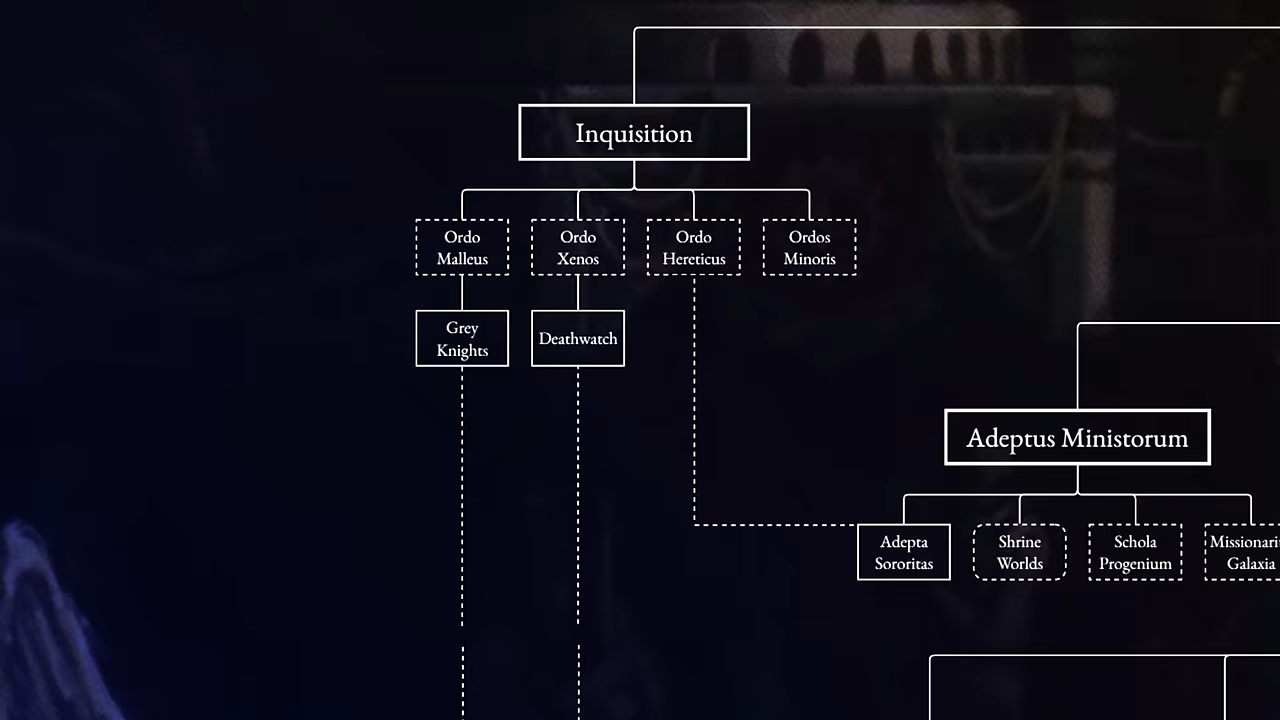 Inquisition
Ordo
Malleus
Ordo
Xenos
Ordo
Hereticus
Ordos
Minoris
Grey
Knights
Deathwatch
Adeptus Ministorum
Adepta
Sororitas
Shrine
Worlds
Schola
Progenium
Galaxia